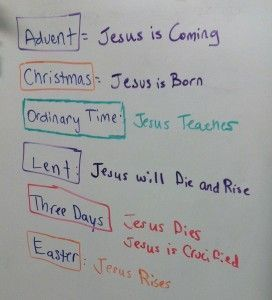 Advent = Jesus is Coming
Christmas = Jesus is Born
Ordinary Time: Jesus Teaches
Lent: Jesus will Die and Rise
Three Days Jesus Dies
Jesus is Crucified
Easter: Jesus Rises